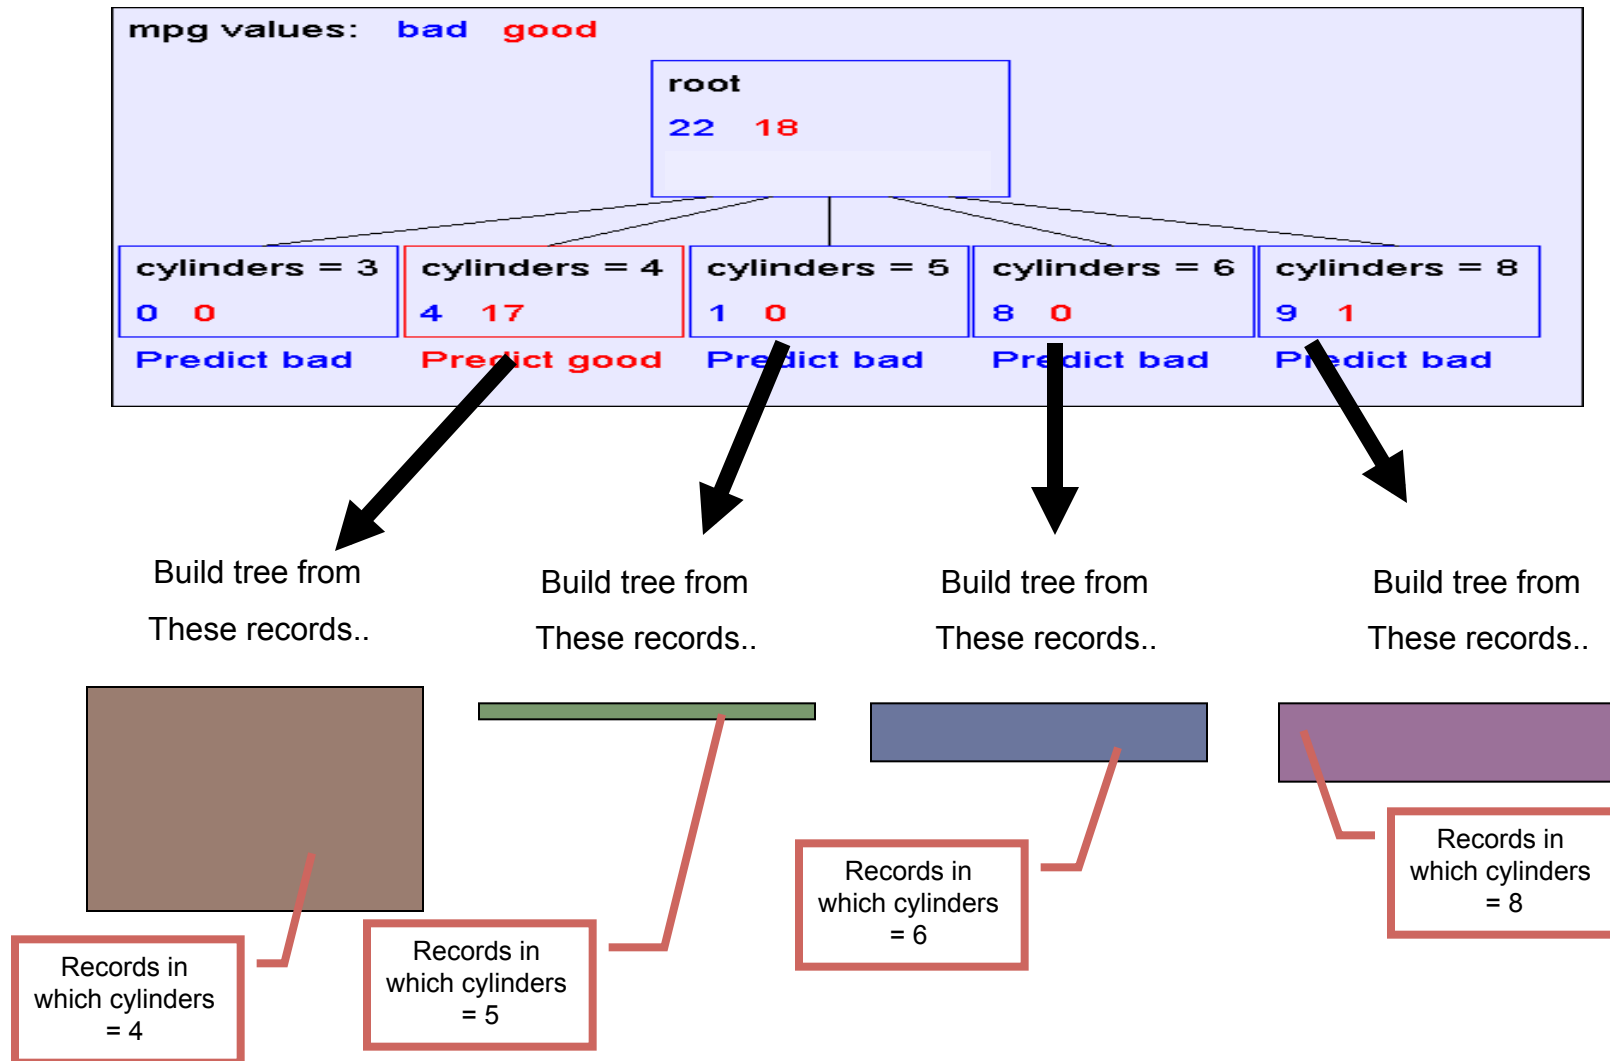 mpg values: bad good
root
22 18
cylinders = 3
0 0
Predict bad
cylinders = 4
4 17
Predict good
cylinders = 5
1 0
Predict bad
cylinders = 6
8 0
Predict bad
cylinders = 8
9 1
Predict bad
Build tree from
These records..
Build tree from
These records..
Build tree from
These records..
Build tree from
These records..
Records in
which cylinders
= 4
Records in
which cylinders
= 5
Records in
which cylinders
= 6
Records in
which cylinders
= 8